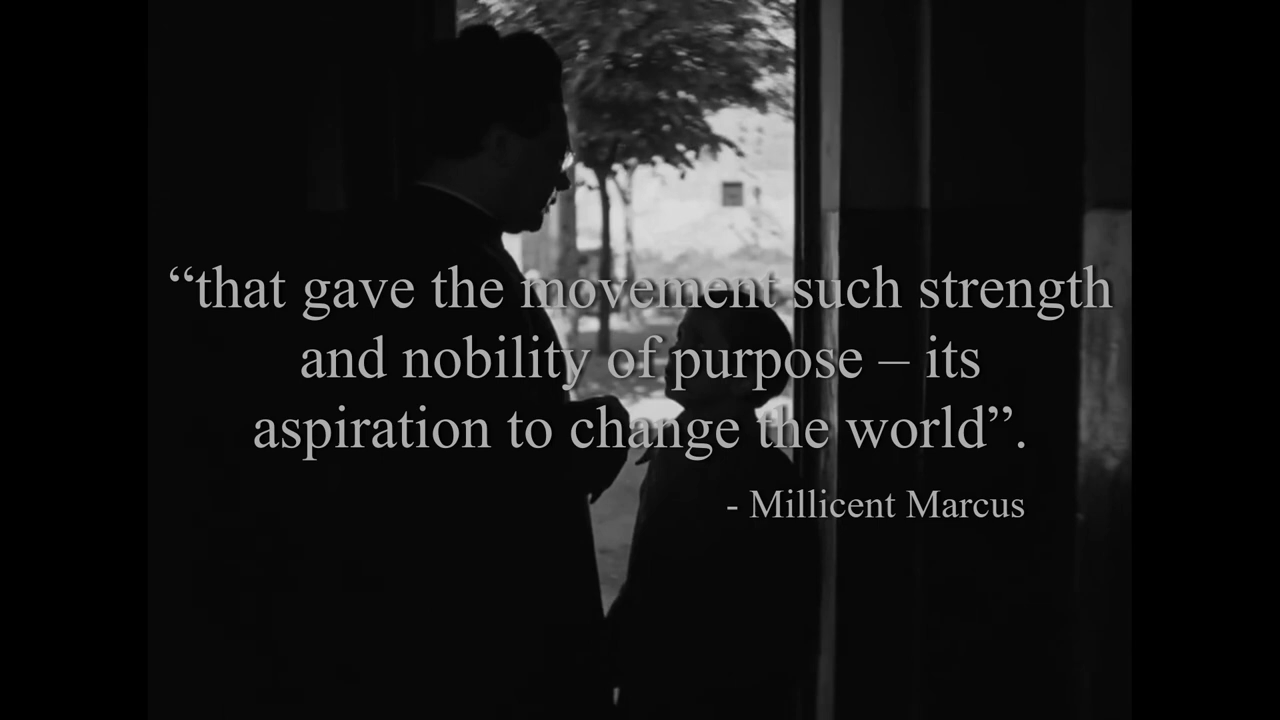 “that gave the movement such strength
and nobility of purpose – its
aspiration to change the world”.
- Millicent Marcus